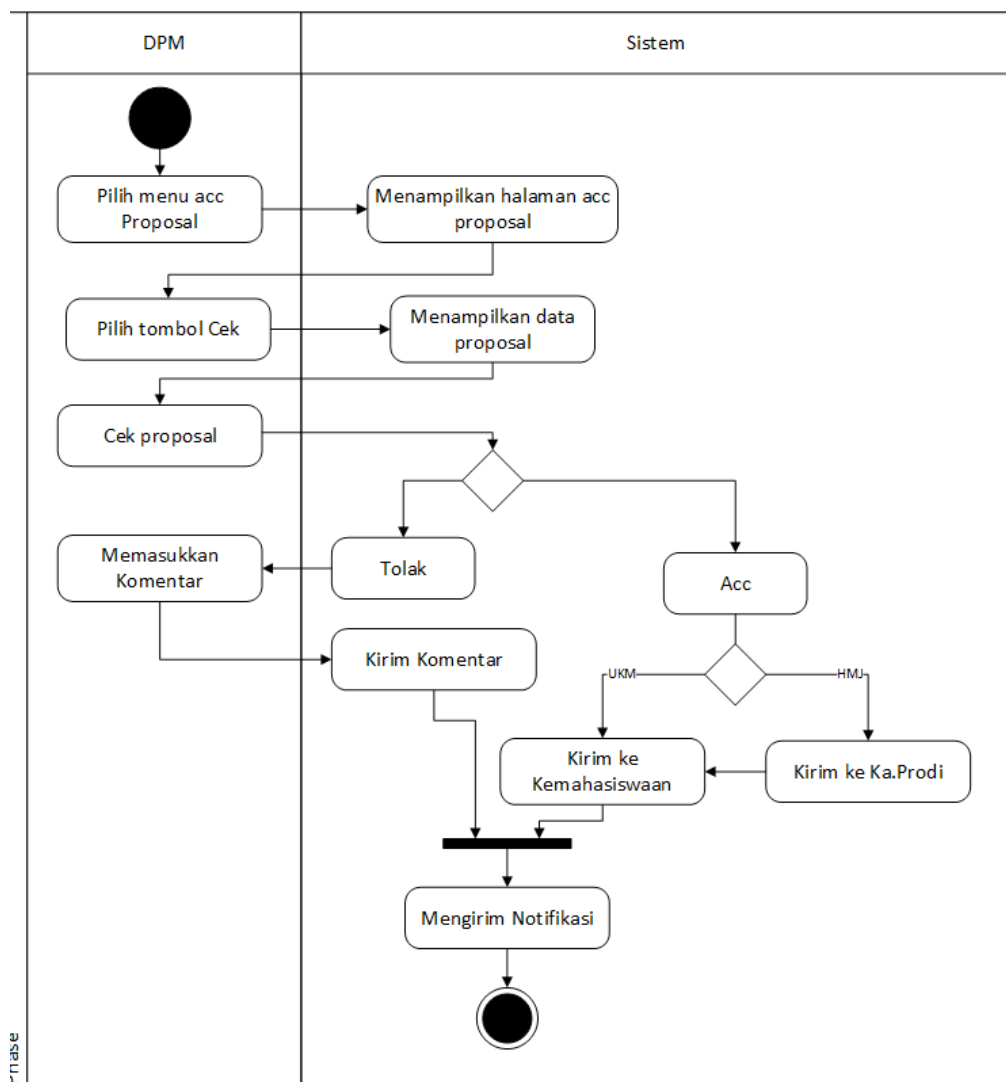 DPM
Sistem
Pilih menu acc
Proposal
Menampilkan halaman acc
proposal
Pilih tombol Cek
Menampilkan data
proposal
Cek proposal
Memasukkan
Komentar
Tolak
Acc
Kirim Komentar
UKM
HMJ
Kirim ke
Kemahasiswaan
Kirim ke Ka.Prodi
Mengirim Notifikasi
Phase